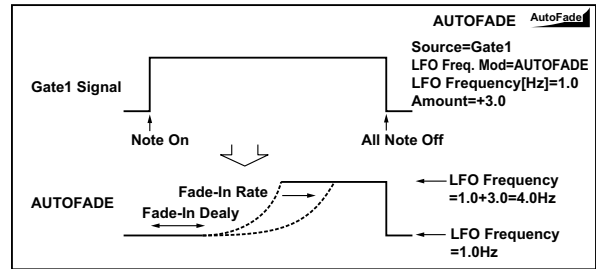 AUTOFADE AutoFade
Source=Gate1
LFO Freq. Mod=AUTOFADE
LFO Frequency[Hz]=1.0
Amount=+3.0
Gate1 Signal
Note On
All Note Off
AUTOFADE
Fade-In Rate
Fade-In Dealy
LFO Frequency
=1.0+3.0=4.0Hz
LFO Frequency
=1.0Hz